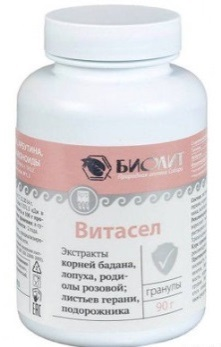 БИОЛИТ
Витасел
Экстракты
корней бадана,
лопуха, роди-
олы розовой;
листьев герани,
подорожника
гранулы
90 г